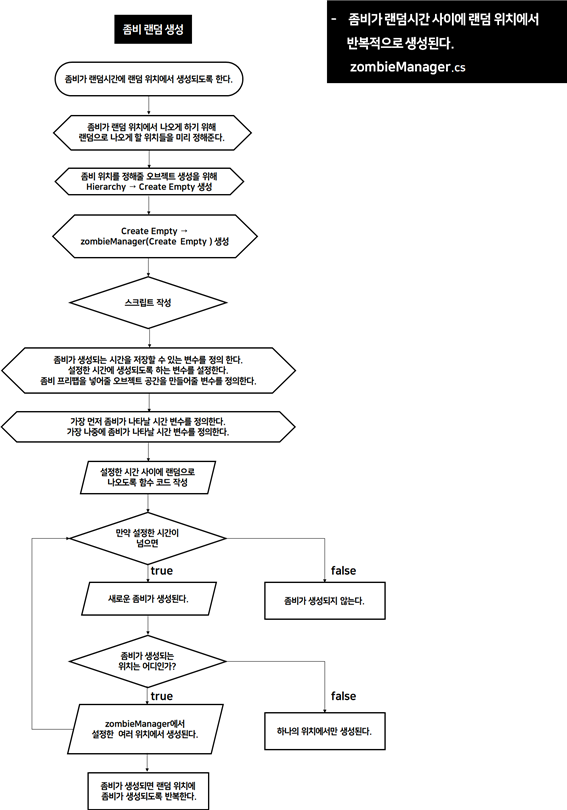 좀비 랜덤 생성
- 좀비가 랜덤시간 사이에 랜덤 위치에서
반복적으로 생성된다.
zombieManager.cs
좀비가 랜덤시간에 랜덤 위치에서 생성되도록 한다.
좀비가 랜덤 위치에서 나오게 하기 위해
랜덤으로 나오게 할 위치들을 미리 정해준다.
좀비 위치를 정해줄 오브젝트 생성을 위해
Hierarchy → Create Empty 생성
Create Empty →
zombieManager(Create Empty ) 생성
스크립트 작성
좀비가 생성되는 시간을 저장할 수 있는 변수를 정의 한다.
설정한 시간에 생성되도록 하는 변수를 설정한다.
좀비 프리팹을 넣어줄 오브젝트 공간을 만들어줄 변수를 정의한다.
가장 먼저 좀비가 나타날 시간 변수를 정의한다.
가장 나중에 좀비가 나타날 시간 변수를 정의한다.
설정한 시간 사이에 랜덤으로
나오도록 함수 코드 작성
만약 설정한 시간이
넘으면
true
false
새로운 좀비가 생성된다.
좀비가 생성되지 않는다.
좀비가 생성되는
위치는 어디인가?
true
false
zombieManager에서
설정한 여러 위치에서 생성된다.
하나의 위치에서만 생성된다.
좀비가 생성되면 랜덤 위치에
좀비가 생성되도록 반복한다.